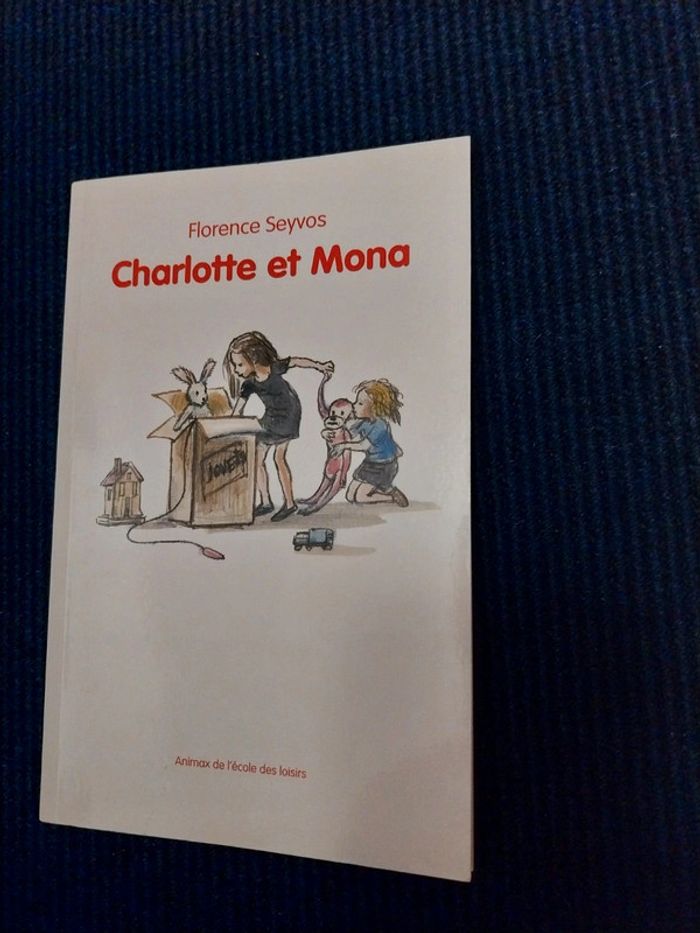 Florence Seyvos
Charlotte et Mona
JOUETS
Animax de l'école des loisirs